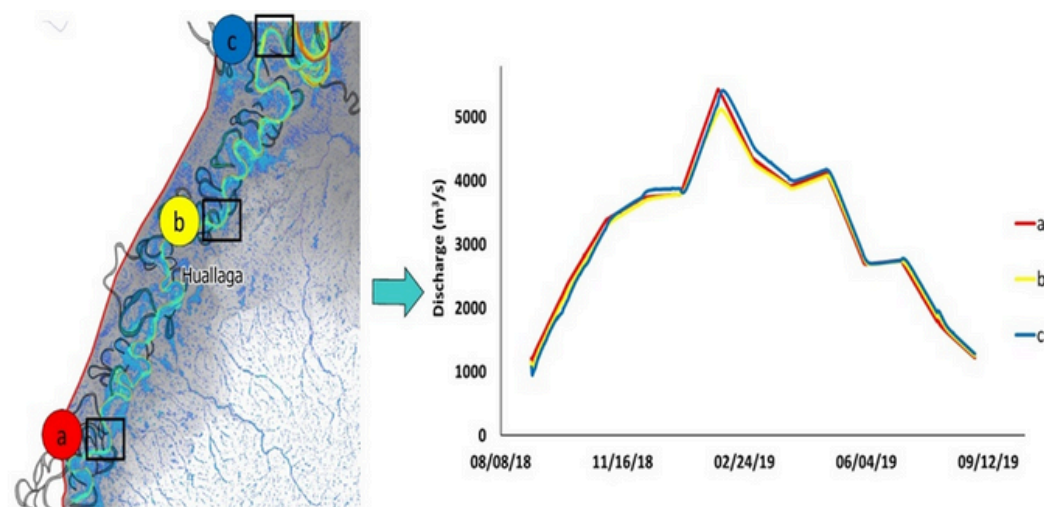 c
b
Huallaga
a
Discharge (m³/s)
5000
4000
3000
2000
1000
0
08/08/18 11/16/18 02/24/19 06/04/19 09/12/19
a
b
c